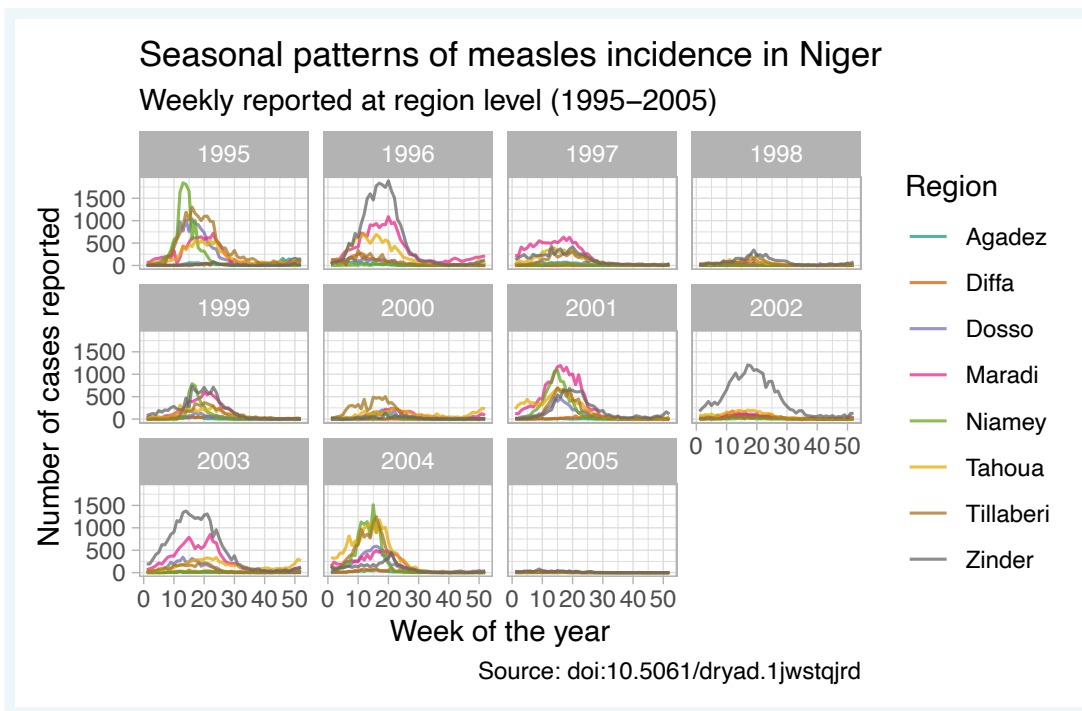 Seasonal patterns of measles incidence in Niger
Weekly reported at region level (1995−2005)
1995 1996 1997 1998
1500
1000
500
0
1999 2000 2001 2002
1500
1000
500
0
0 10 20 30 40 50
2003 2004 2005
1500
1000
500
0
0 10 20 30 40 50 0 10 20 30 40 50 0 10 20 30 40 50
Number of cases reported
Week of the year
Region
Agadez
Diffa
Dosso
Maradi
Niamey
Tahoua
Tillaberi
Zinder
Source: doi:10.5061/dryad.1jwstqjrd